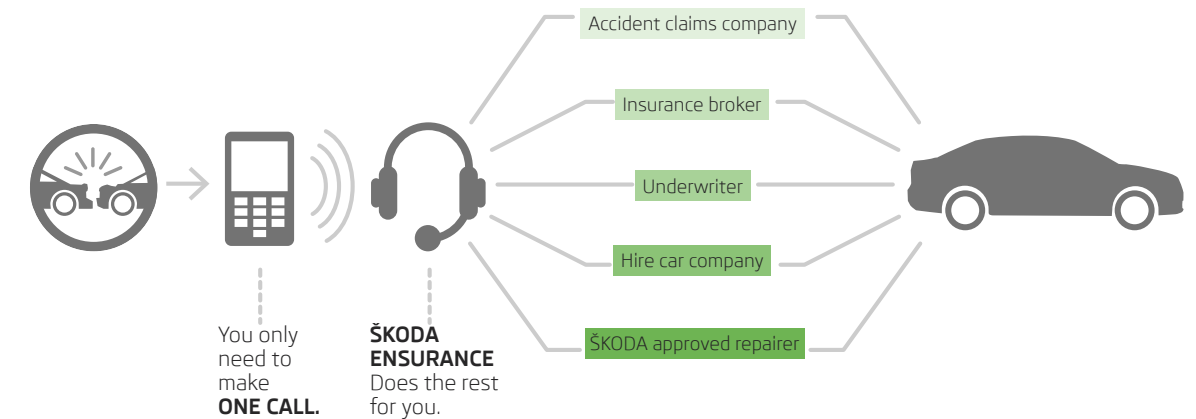 Accident claims company
Insurance broker
Underwriter
Hire car company
ŠKODA approved repairer
You only
need to
make
ONE CALL.
ŠKODA
ENSURANCE
Does the rest
for you.